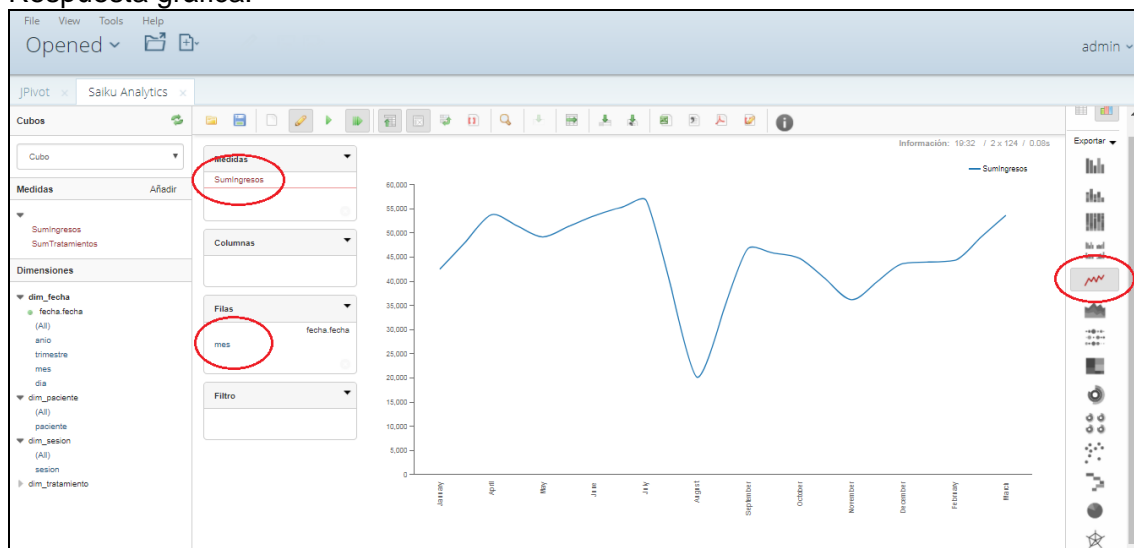 Respuesta gráfica:
File View Tools Help
Opened
admin
JPivot × Saiku Analytics ×
Cubos
Cubo
Medidas Añadir
SumIngresos
SumTratamientos
Dimensiones
dim_fecha
fecha.fecha
(All)
anio
trimestre
mes
dia
dim_paciente
(All)
paciente
dim_sesion
(All)
sesion
dim_tratamiento
Medidas
SumIngresos
Columnas
Filas
fecha.fecha
mes
Filtro
Información: 19:32 / 2 x 124 / 0.08s
SumIngresos
60,000
55,000
50,000
45,000
40,000
35,000
30,000
25,000
20,000
15,000
10,000
5,000
0
January
April
May
June
July
August
September
October
November
December
February
March
Exportar